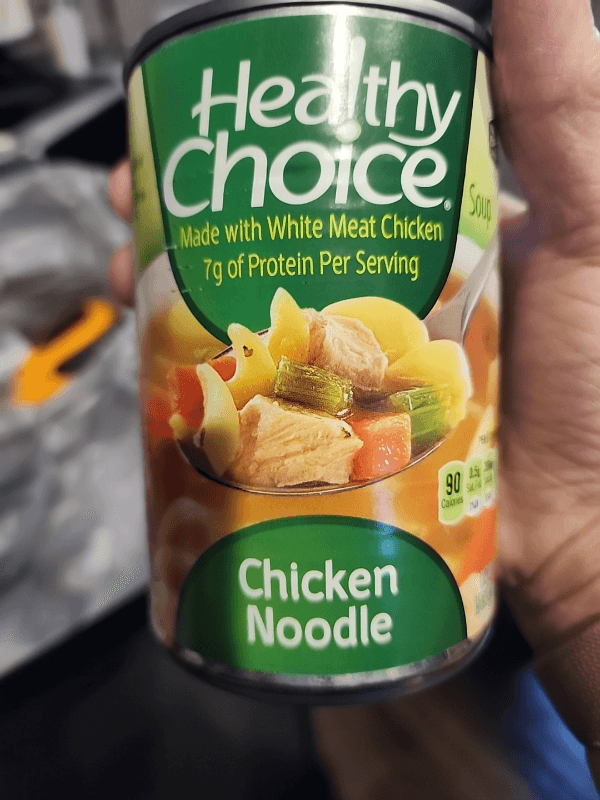 Healthy
Choice®
Soup
Made with White Meat Chicken
7g of Protein Per Serving
90
Calories
Chicken
Noodle